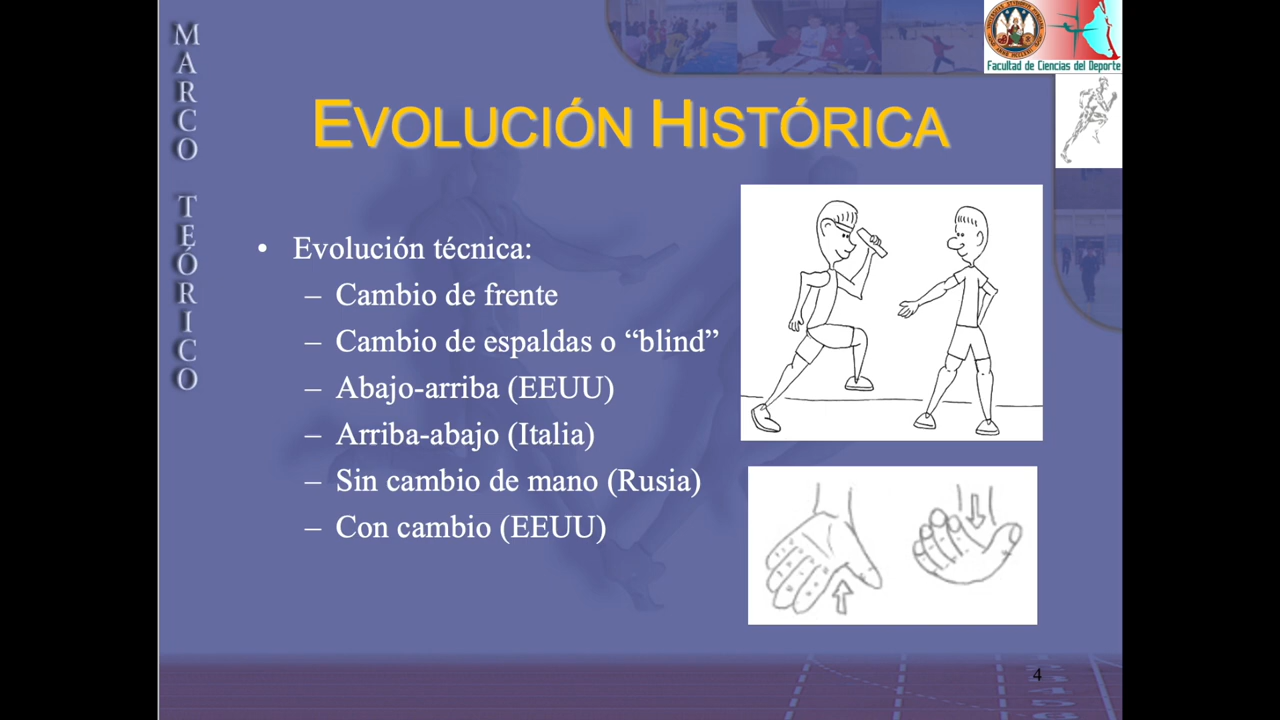 MARCO TEÓRICO
Facultad de Ciencias del Deporte
EVOLUCIÓN HISTÓRICA
• Evolución técnica:
– Cambio de frente
– Cambio de espaldas o “blind”
– Abajo-arriba (EEUU)
– Arriba-abajo (Italia)
– Sin cambio de mano (Rusia)
– Con cambio (EEUU)
4